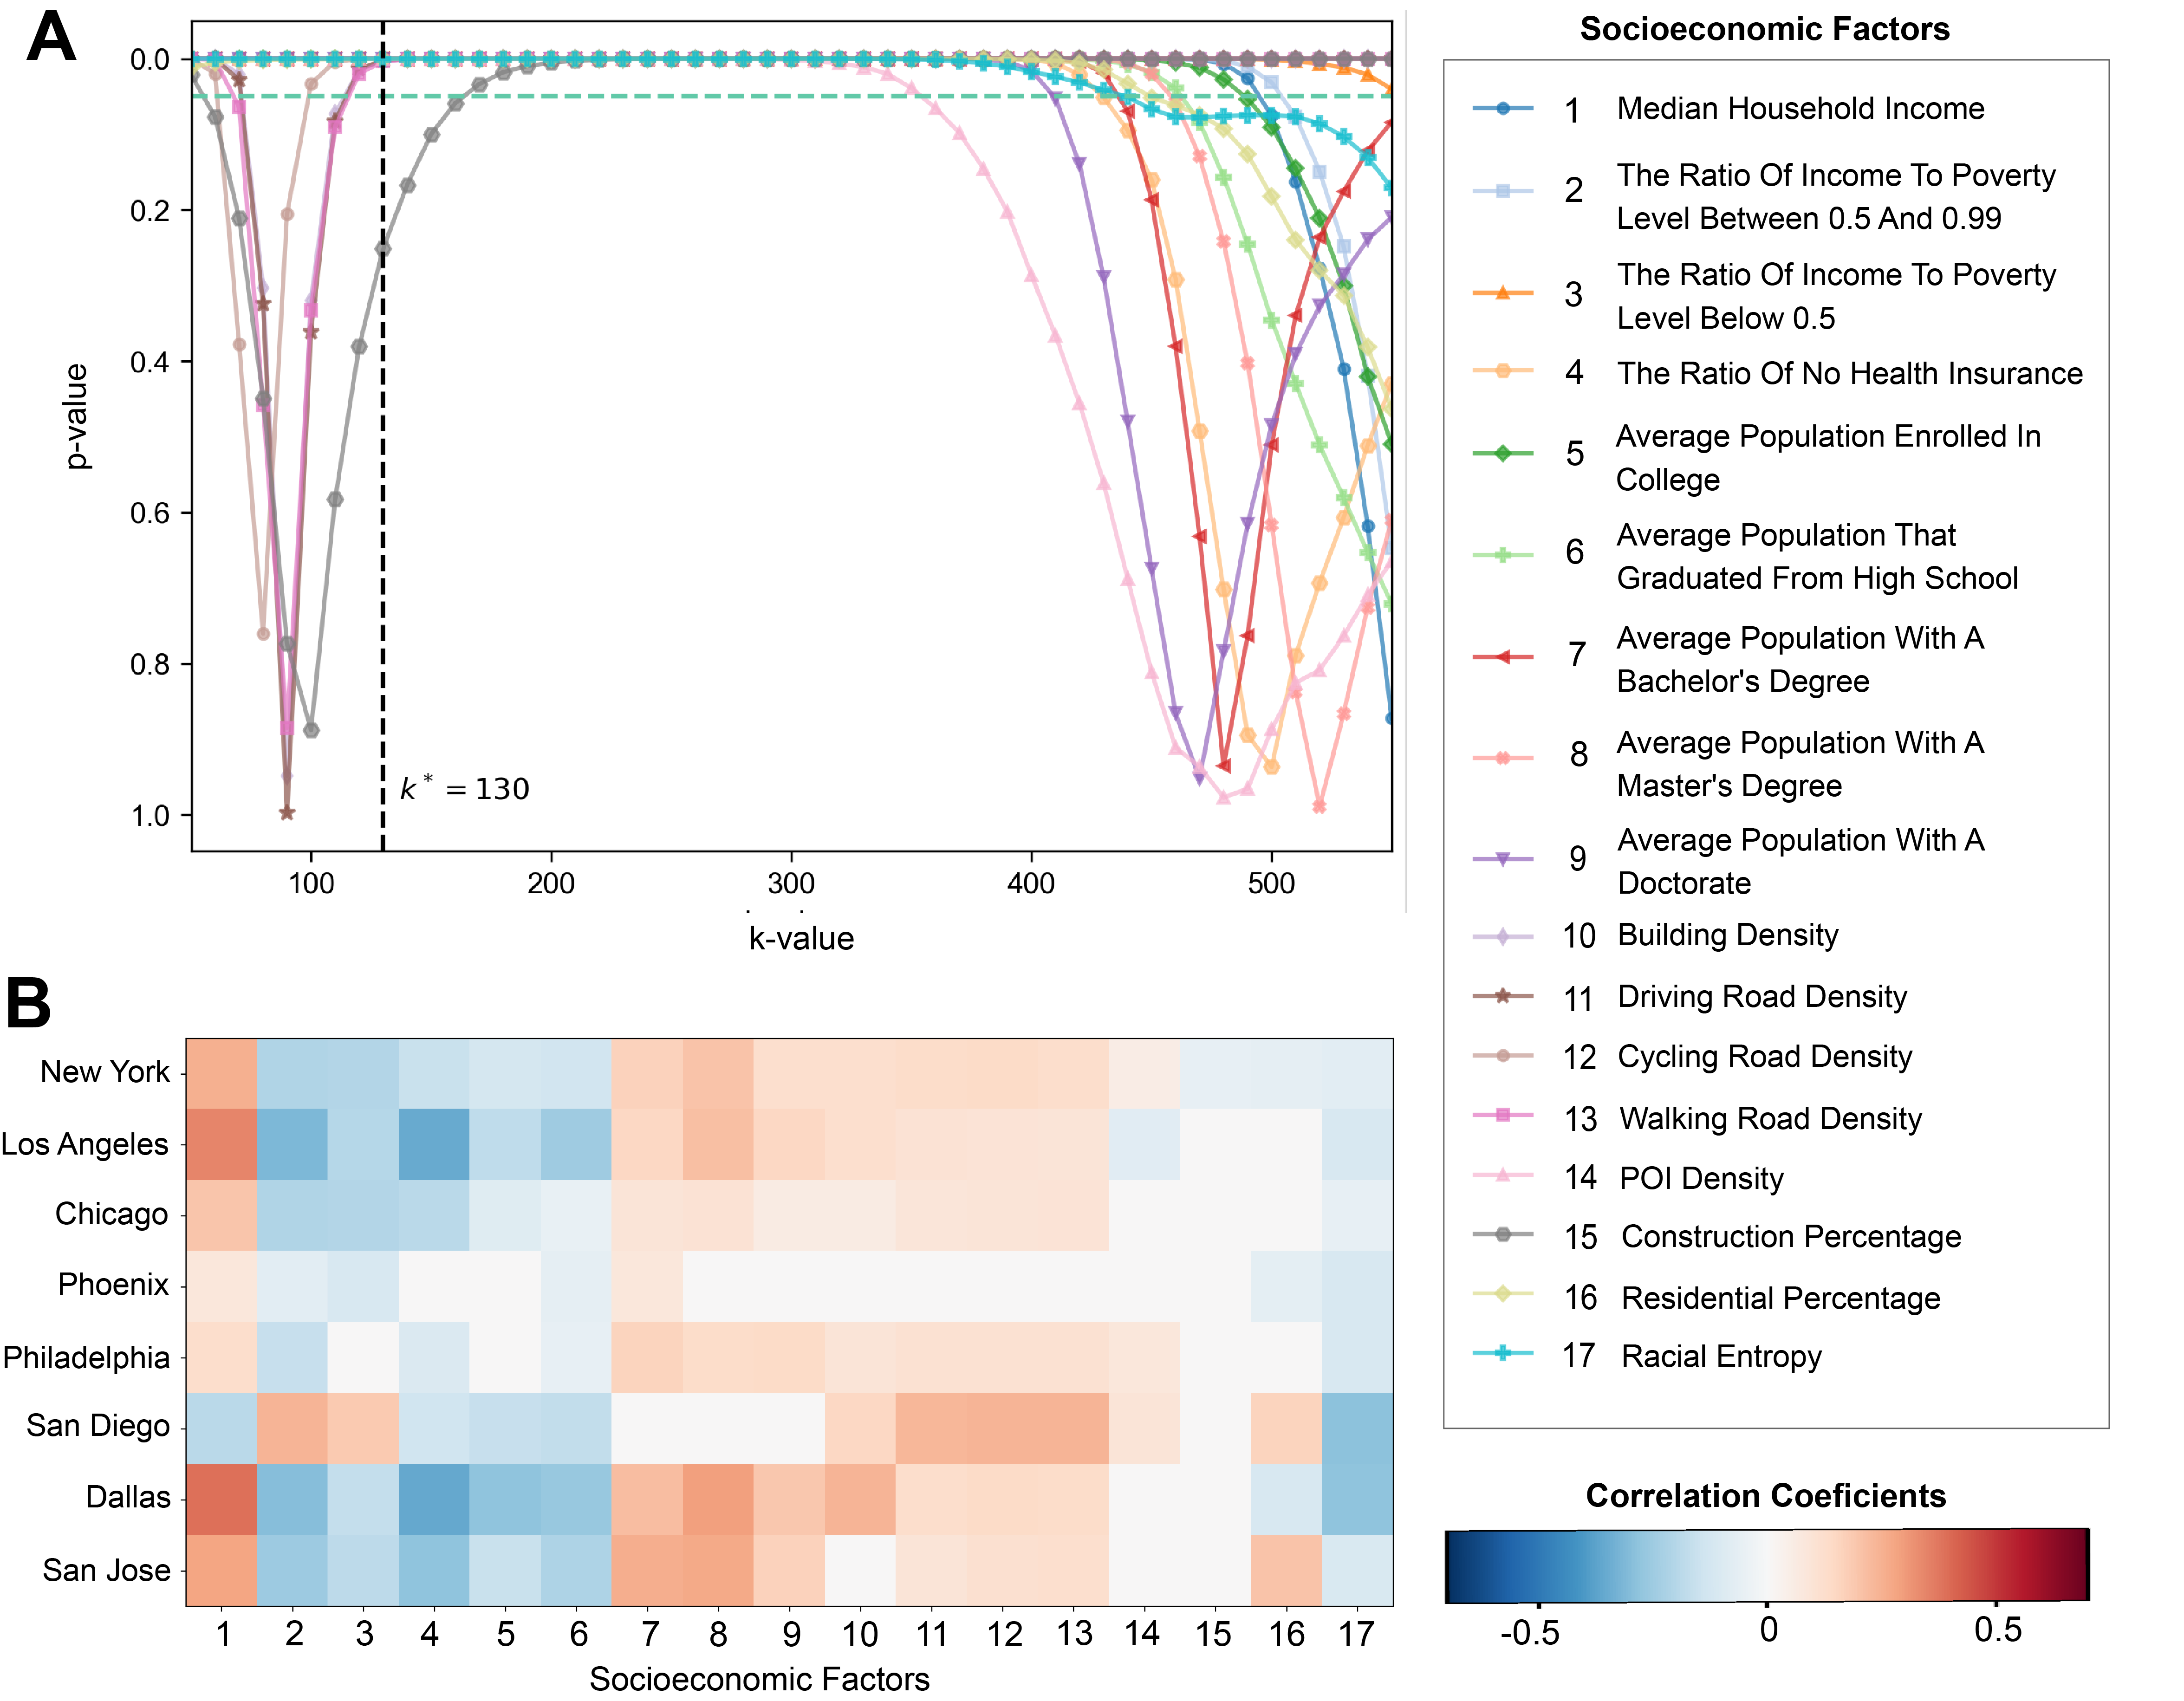 A
0.0
0.2
0.4
0.6
0.8
1.0
p-value
k* = 130
100
200
300
400
500
k-value
Socioeconomic Factors
1 Median Household Income
2 The Ratio Of Income To Poverty
Level Between 0.5 And 0.99
3 The Ratio Of Income To Poverty
Level Below 0.5
4 The Ratio Of No Health Insurance
5 Average Population Enrolled In
College
6 Average Population That
Graduated From High School
7 Average Population With A
Bachelor's Degree
8 Average Population With A
Master's Degree
9 Average Population With A
Doctorate
10 Building Density
11 Driving Road Density
12 Cycling Road Density
13 Walking Road Density
14 POI Density
15 Construction Percentage
16 Residential Percentage
17 Racial Entropy
B
New York
Los Angeles
Chicago
Phoenix
Philadelphia
San Diego
Dallas
San Jose
1 2 3 4 5 6 7 8 9 10 11 12 13 14 15 16 17
Socioeconomic Factors
Correlation Coeficients
-0.5 0 0.5